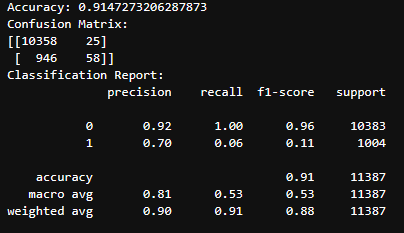 Accuracy: 0.9147273206287873
Confusion Matrix:
[[10358    25]
 [  946    58]]
Classification Report:
              precision    recall  f1-score   support

           0       0.92      1.00      0.96     10383
           1       0.70      0.06      0.11      1004

    accuracy                           0.91     11387
   macro avg       0.81      0.53      0.53     11387
weighted avg       0.90      0.91      0.88     11387